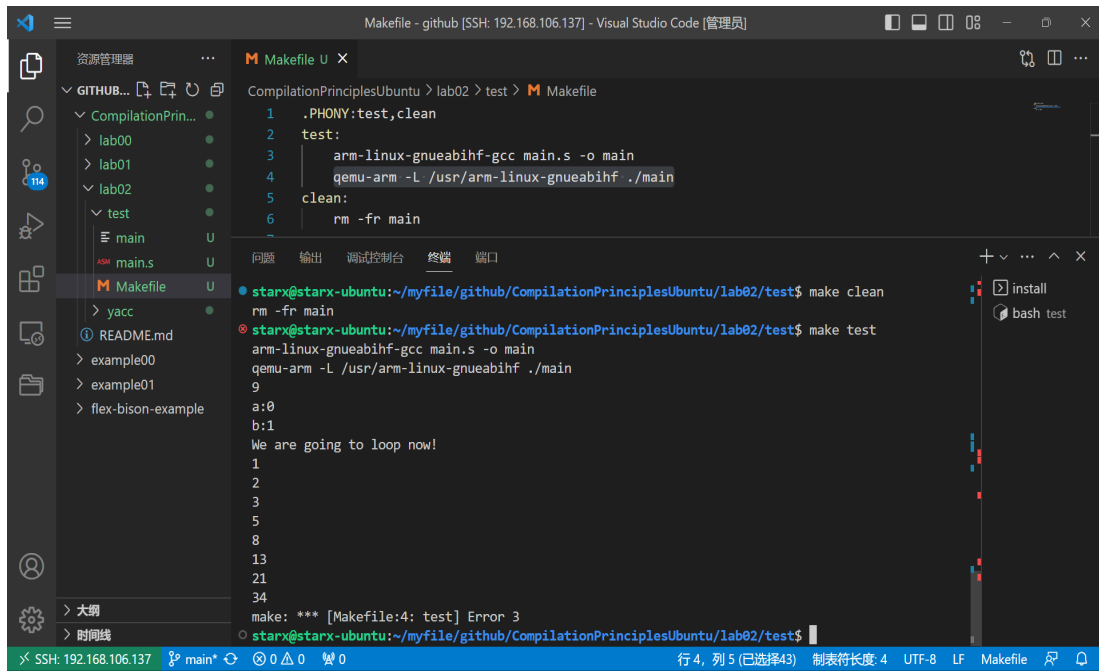 Makefile - github [SSH: 192.168.106.137] - Visual Studio Code [管理员]
资源管理器
GITHUB...
CompilationPrin...
lab00
lab01
lab02
test
main U
ASM main.s U
M Makefile U
yacc
README.md
example00
example01
flex-bison-example
大纲
时间线
114
M Makefile U
CompilationPrinciplesUbuntu > lab02 > test > M Makefile
1 .PHONY:test,clean
2 test:
3 arm-linux-gnueabihf-gcc main.s -o main
4 qemu-arm -L /usr/arm-linux-gnueabihf ./main
5 clean:
6 rm -fr main
问题 输出 调试控制台 终端 端口
starx@starx-ubuntu:~/myfile/github/CompilationPrinciplesUbuntu/lab02/test$ make clean
rm -fr main
starx@starx-ubuntu:~/myfile/github/CompilationPrinciplesUbuntu/lab02/test$ make test
arm-linux-gnueabihf-gcc main.s -o main
qemu-arm -L /usr/arm-linux-gnueabihf ./main
9
a:0
b:1
We are going to loop now!
1
2
3
5
8
13
21
34
make: *** [Makefile:4: test] Error 3
starx@starx-ubuntu:~/myfile/github/CompilationPrinciplesUbuntu/lab02/test$
install
bash test
SSH: 192.168.106.137 main* 0 0 0 行 4，列 5 (已选择43) 制表符长度: 4 UTF-8 LF Makefile